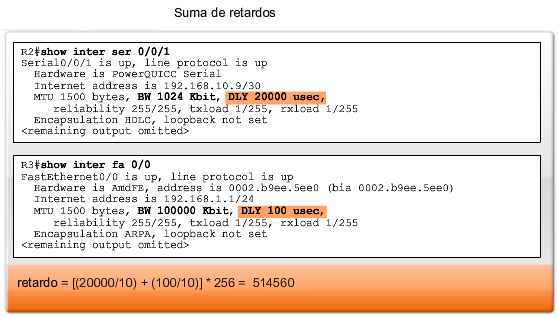 Suma de retardos
R2#show inter ser 0/0/1
Serial0/0/1 is up, line protocol is up
Hardware is PowerQUICC Serial
Internet address is 192.168.10.9/30
MTU 1500 bytes, BW 1024 Kbit, DLY 20000 usec,
reliability 255/255, txload 1/255, rxload 1/255
Encapsulation HDLC, loopback not set
<remaining output omitted>
R3#show inter fa 0/0
FastEthernet0/0 is up, line protocol is up
Hardware is AmdFE, address is 0002.b9ee.5ee0 (bia 0002.b9ee.5ee0)
Internet address is 192.168.1.1/24
MTU 1500 bytes, BW 100000 Kbit, DLY 100 usec,
reliability 255/255, txload 1/255, rxload 1/255
Encapsulation ARPA, loopback not set
<remaining output omitted>
retardo = [(20000/10) + (100/10)] * 256 = 514560